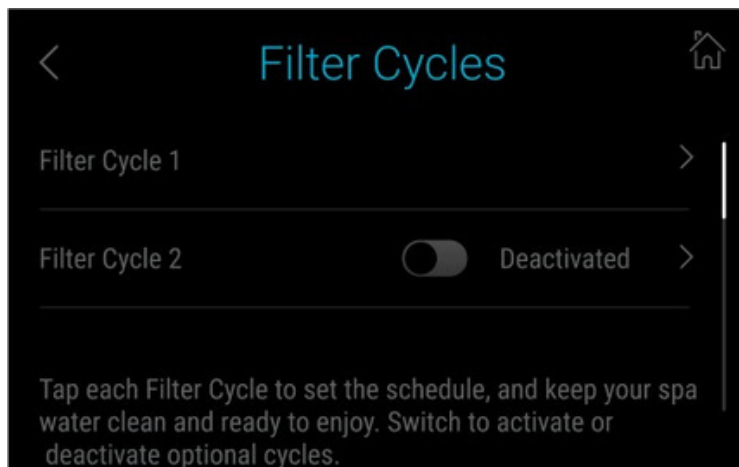 Filter Cycles
Filter Cycle 1
Filter Cycle 2 Deactivated
Tap each Filter Cycle to set the schedule, and keep your spa
water clean and ready to enjoy. Switch to activate or
deactivate optional cycles.